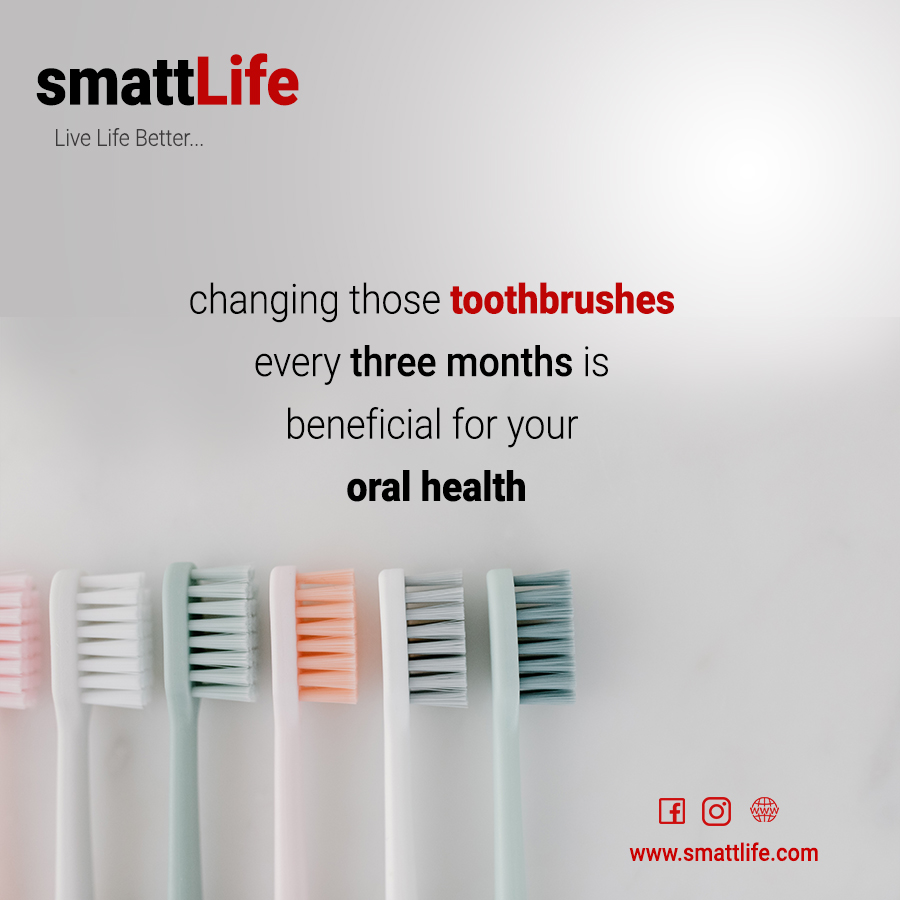 smattLife
Live Life Better...
changing those toothbrushes
every three months is
beneficial for your
oral health
www
www.smattlife.com